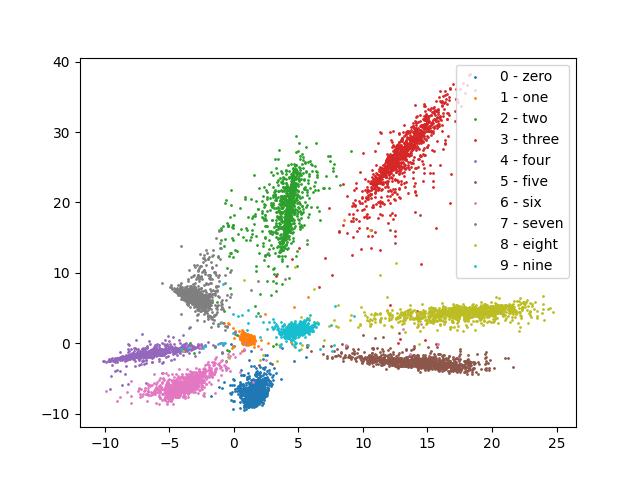 40
30
20
10
0
−10
−10
−5
0
5
10
15
20
25
0 - zero
1 - one
2 - two
3 - three
4 - four
5 - five
6 - six
7 - seven
8 - eight
9 - nine